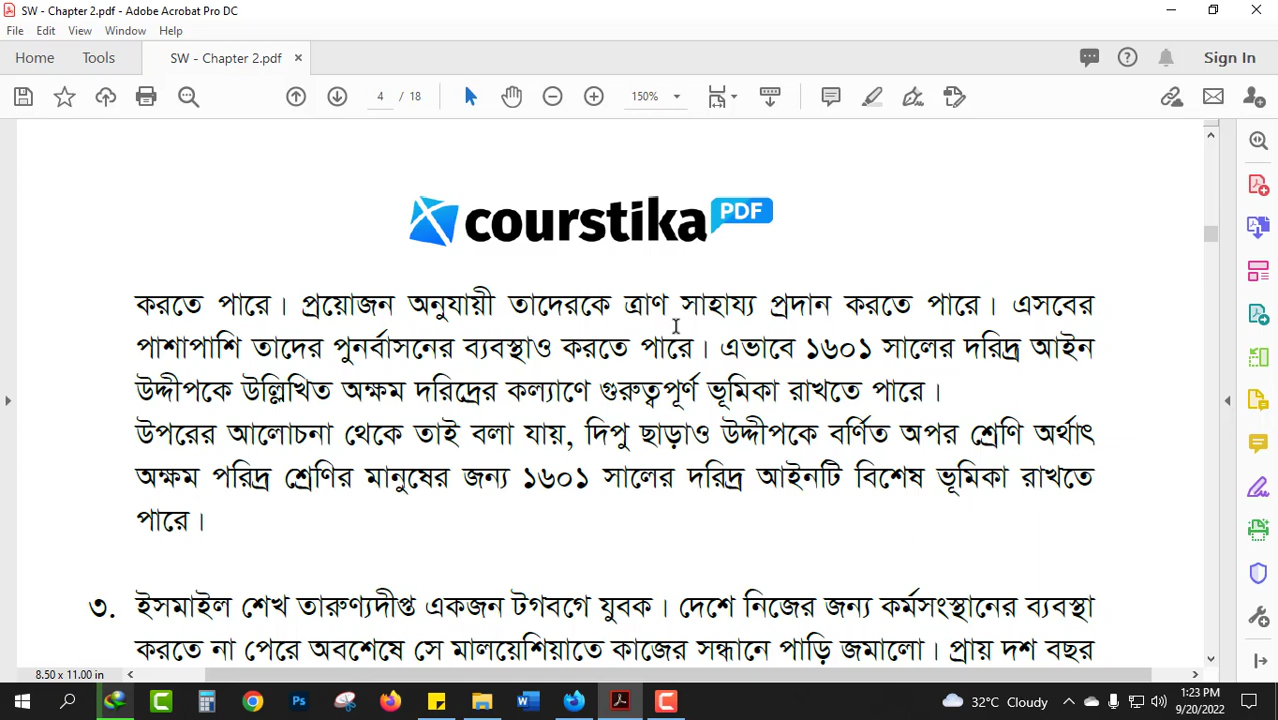 SW - Chapter 2.pdf - Adobe Acrobat Pro DC
File Edit View Window Help
Home Tools SW - Chapter 2.pdf × Sign In
4 / 18 150%
courstika PDF
করতে পারে। প্রয়োজন অনুযায়ী তাদেরকে ত্রাণ সাহায্য প্রদান করতে পারে। এসবের
পাশাপাশি তাদের পুনর্বাসনের ব্যবস্থাও করতে পারে। এভাবে ১৬০১ সালের দরিদ্র আইন
উদ্দীপকে উল্লিখিত অক্ষম দরিদ্রের কল্যাণে গুরুত্বপূর্ণ ভূমিকা রাখতে পারে।
উপরের আলোচনা থেকে তাই বলা যায়, দিপু ছাড়াও উদ্দীপকে বর্ণিত অপর শ্রেণি অর্থাৎ
অক্ষম পরিদ্র শ্রেণির মানুষের জন্য ১৬০১ সালের দরিদ্র আইনটি বিশেষ ভূমিকা রাখতে
পারে।
৩. ইসমাইল শেখ তারুণ্যদীপ্ত একজন টগবগে যুবক। দেশে নিজের জন্য কর্মসংস্থানের ব্যবস্থা
করতে না পেরে অবশেষে সে মালয়েশিয়াতে কাজের সন্ধানে পাড়ি জমালো। প্রায় দশ বছর
8.50 x 11.00 in
32°C Cloudy 1:23 PM
9/20/2022